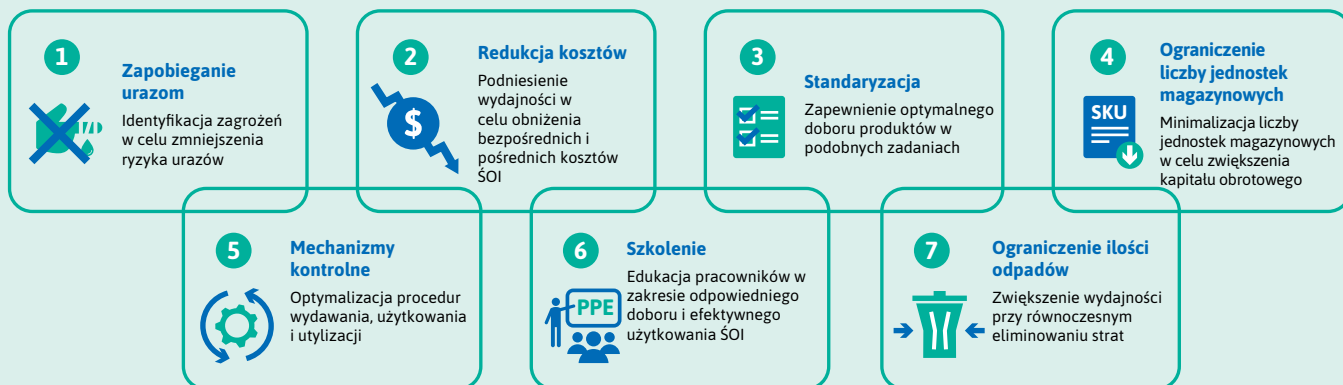 1
Zapobieganie
urazom
Identyfikacja zagrożeń
w celu zmniejszenia
ryzyka urazów
2
$
Redukcja kosztów
Podniesienie
wydajności w
celu obniżenia
bezpośrednich i
pośrednich kosztów
ŚOI
3
Standaryzacja
Zapewnienie optymalnego
doboru produktów w
podobnych zadaniach
4
SKU
Ograniczenie
liczby jednostek
magazynowych
Minimalizacja liczby
jednostek magazynowych
w celu zwiększenia
kapitału obrotowego
5
Mechanizmy
kontrolne
Optymalizacja procedur
wydawania, użytkowania
i utylizacji
6
PPE
Szkolenie
Edukacja pracowników w
zakresie odpowiedniego
doboru i efektywnego
użytkowania ŚOI
7
Ograniczenie ilości
odpadów
Zwiększenie wydajności
przy równoczesnym
eliminowaniu strat